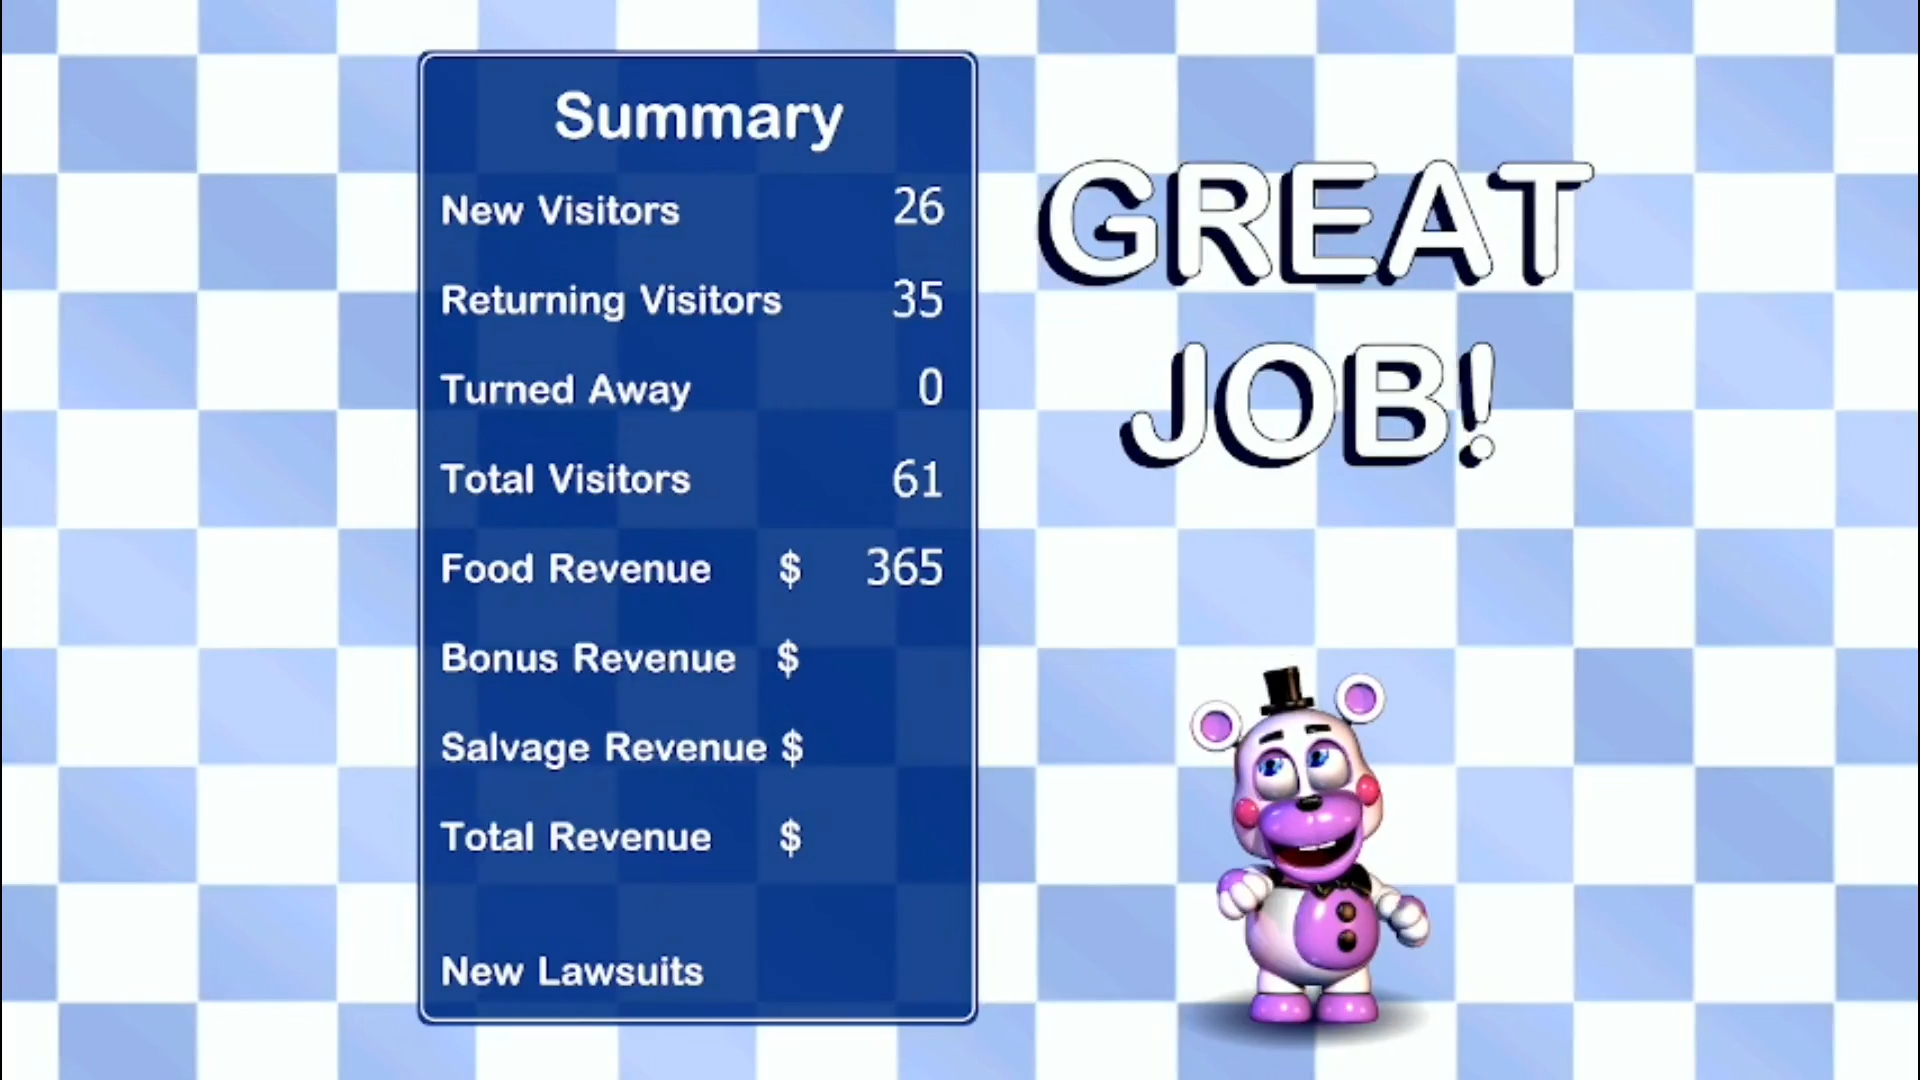 Summary
New Visitors 26
Returning Visitors 35
Turned Away 0
Total Visitors 61
Food Revenue $ 365
Bonus Revenue $
Salvage Revenue $
Total Revenue $
New Lawsuits
GREAT
JOB!